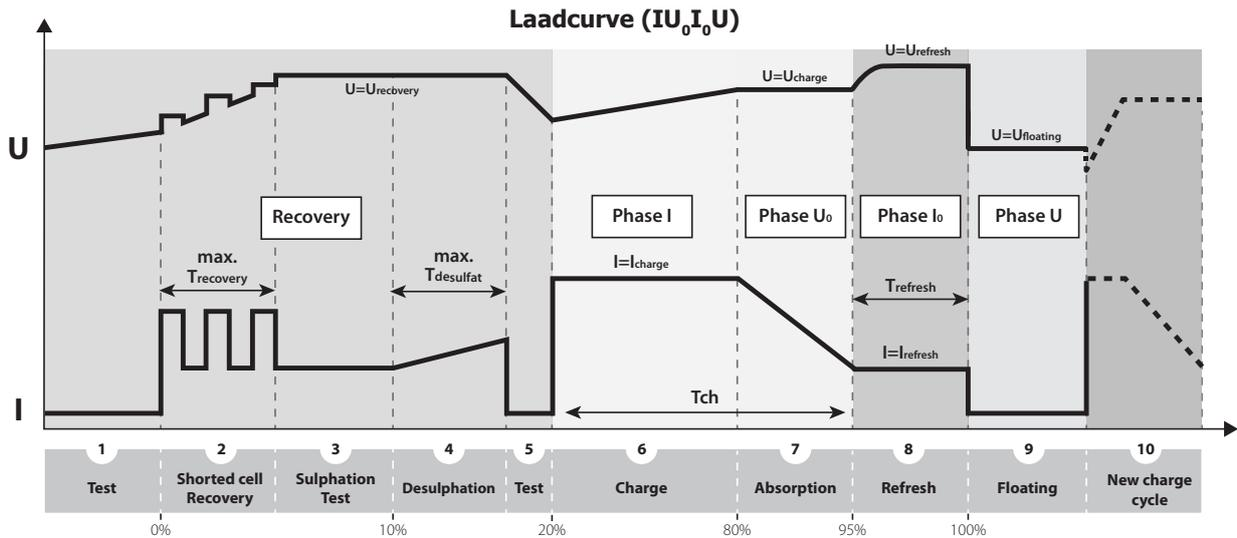 Laadcurve (IU0I0U)
U=Urefresh
U=Ucharge
U=Urecovbry
U
U=Ufloating
Recovery
Phase I
Phase U0
Phase I0
Phase U
max.
Trecovery
max.
Tdesulfat
I=Icharge
Trefresh
I=Irefresh
Tch
I
1 2 3 4 5 6 7 8 9 10
Test
Shorted cell
Recovery
Sulphation
Test
Desulphation
Test
Charge
Absorption
Refresh
Floating
New charge
cycle
0% 10% 20% 80% 95% 100%